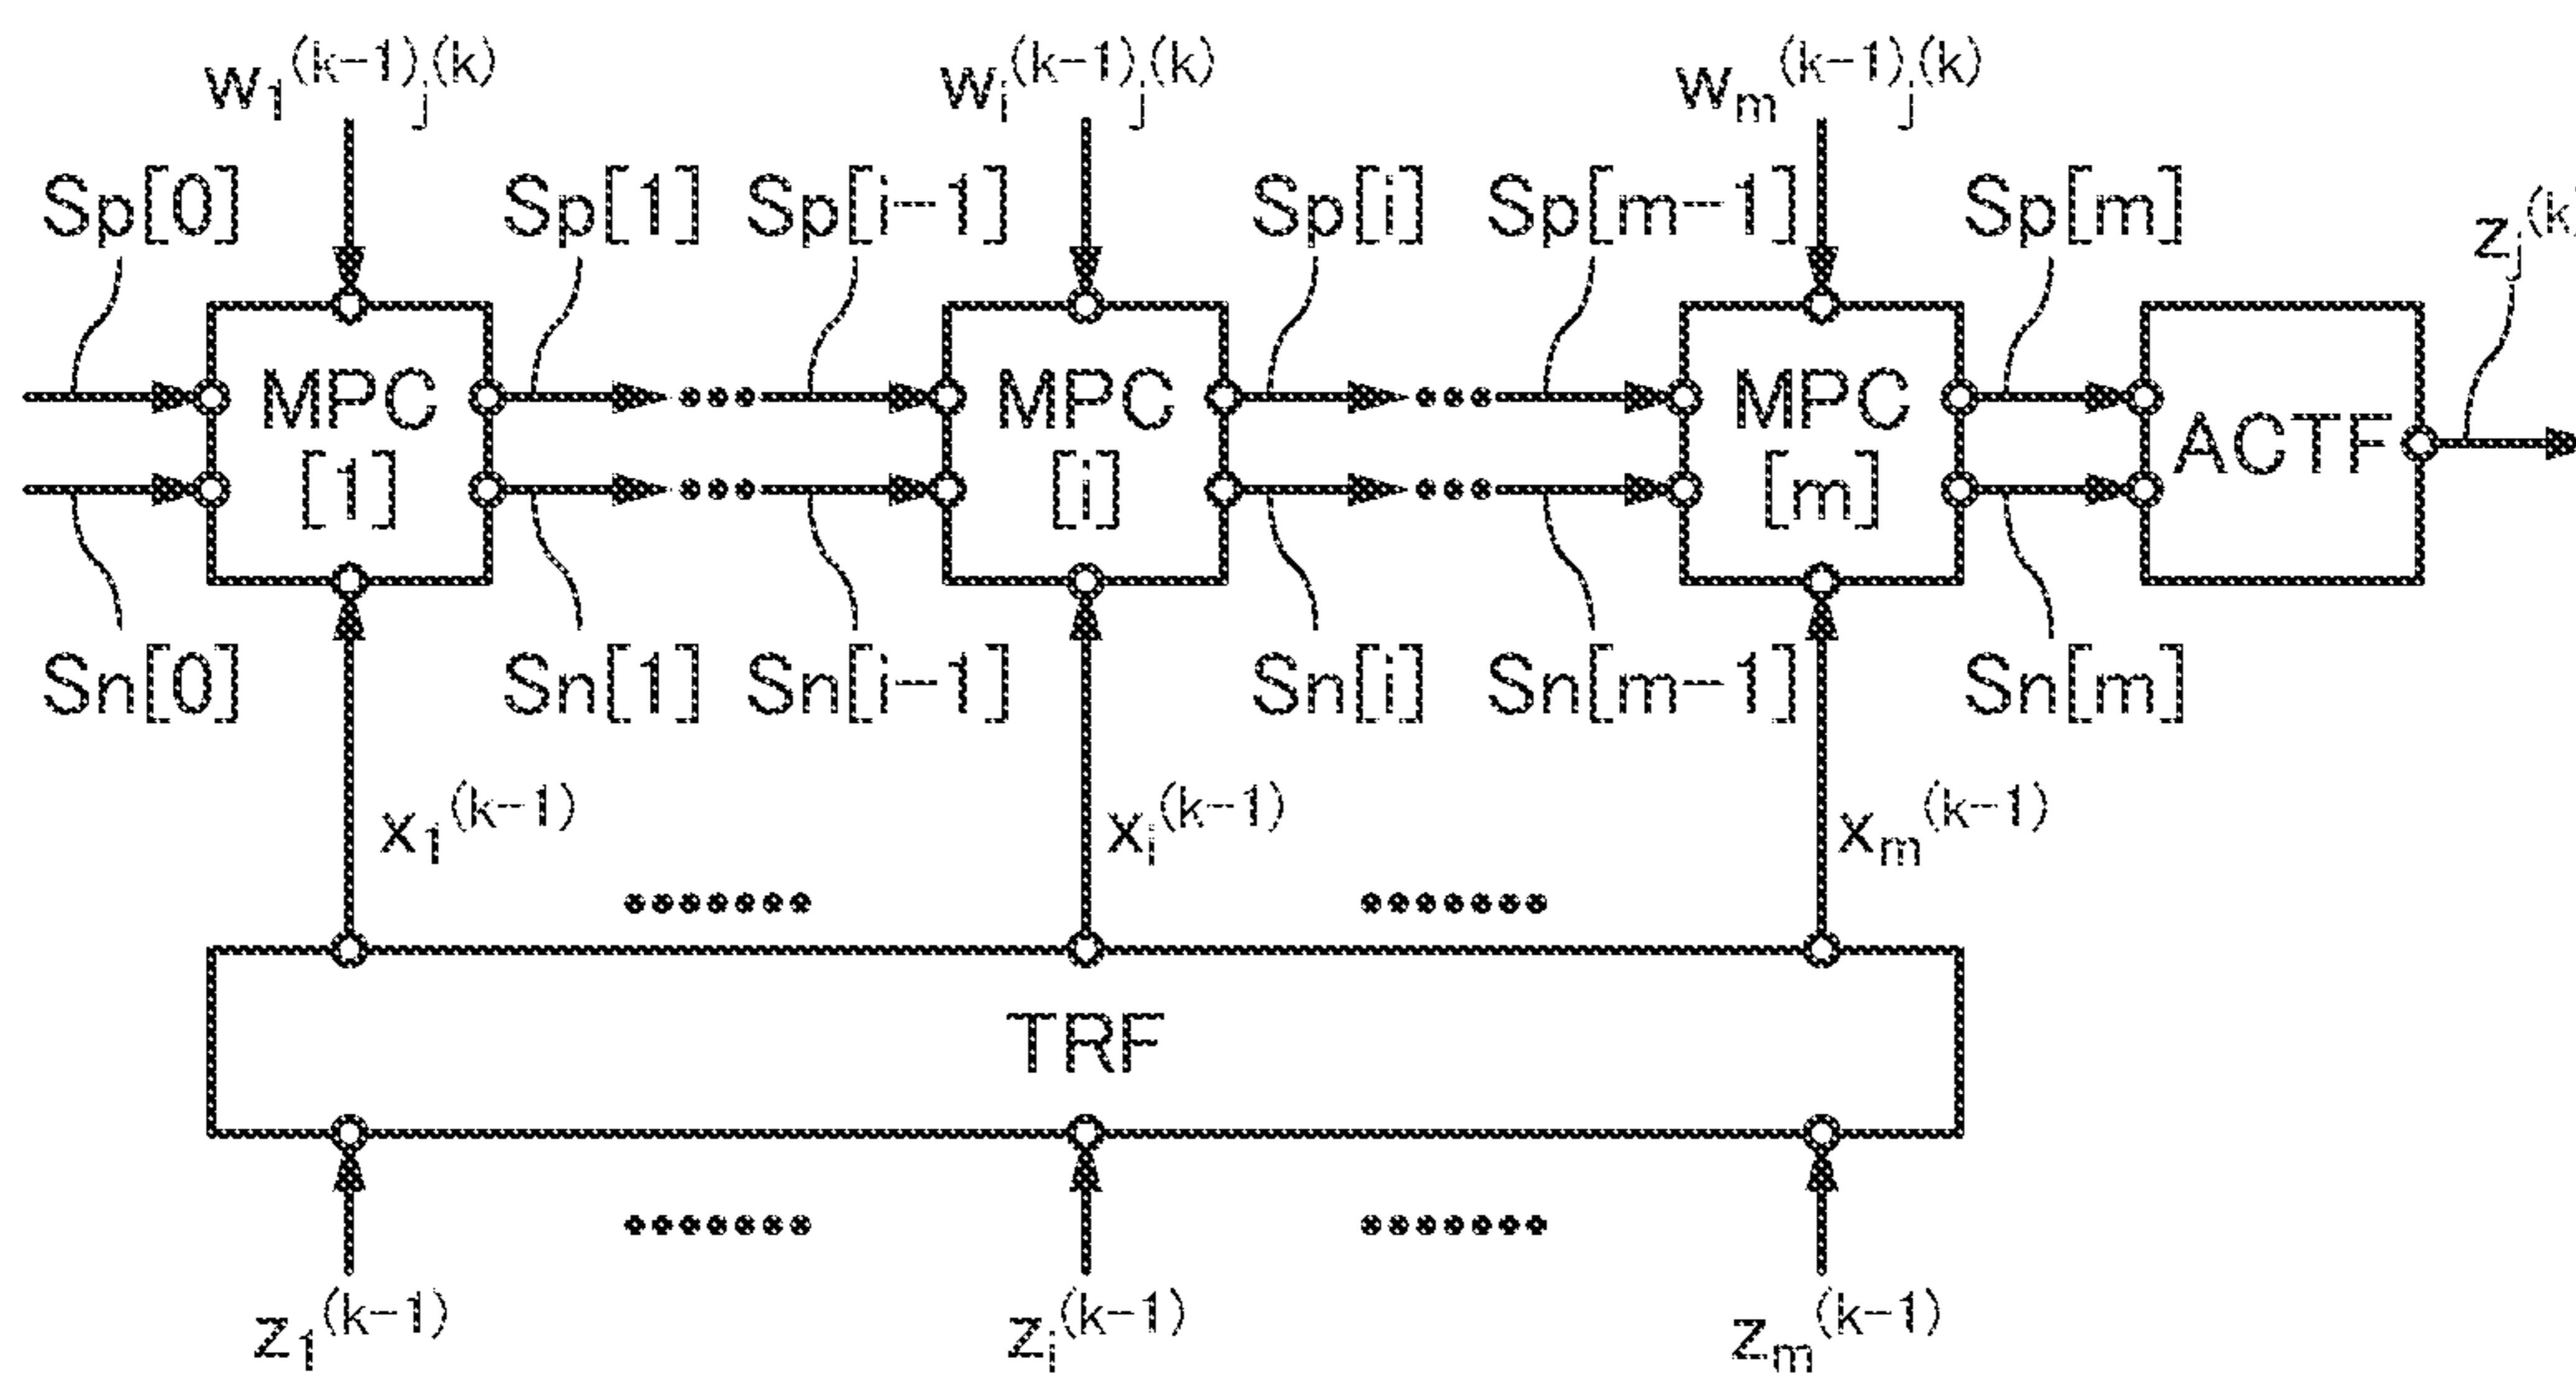 w₁⁽ᵏ⁻¹⁾ⱼ⁽ᵏ⁾ wᵢ⁽ᵏ⁻¹⁾ⱼ⁽ᵏ⁾ wₘ⁽ᵏ⁻¹⁾ⱼ⁽ᵏ⁾
Sp[0] Sp[1] Sp[i-1] Sp[i] Sp[m-1] Sp[m] zⱼ⁽ᵏ⁾
MPC MPC MPC ACTF
[1] [i] [m]
Sn[0] Sn[1] Sn[i-1] Sn[i] Sn[m-1] Sn[m]
x₁⁽ᵏ⁻¹⁾ xᵢ⁽ᵏ⁻¹⁾ xₘ⁽ᵏ⁻¹⁾
TRF
z₁⁽ᵏ⁻¹⁾ zᵢ⁽ᵏ⁻¹⁾ zₘ⁽ᵏ⁻¹⁾